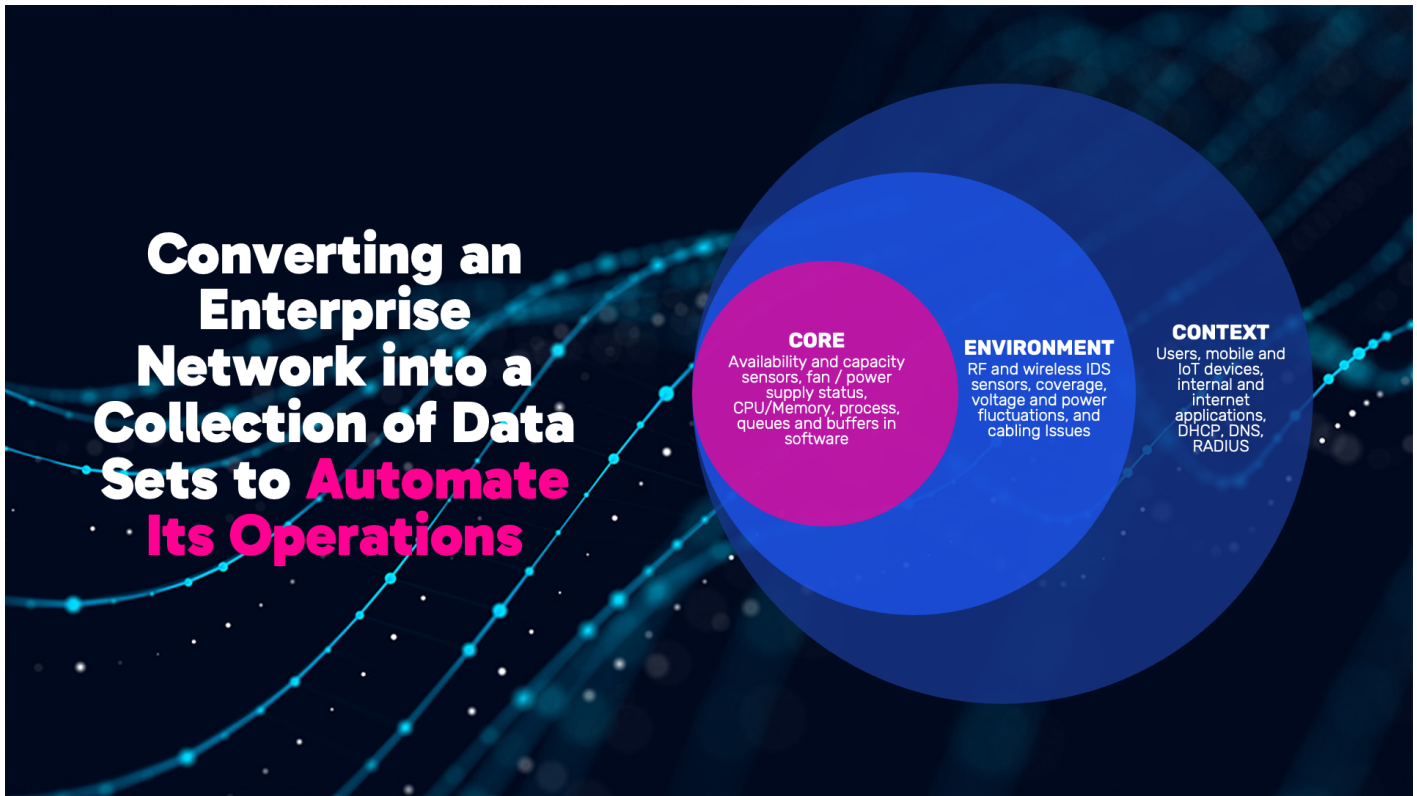 Converting an
Enterprise
Network into a
Collection of Data
Sets to Automate
Its Operations
CORE
Availability and capacity
sensors, fan / power
supply status,
CPU/Memory, process,
queues and buffers in
software
ENVIRONMENT
RF and wireless IDS
sensors, coverage,
voltage and power
fluctuations, and
cabling Issues
CONTEXT
Users, mobile and
IoT devices,
internal and
internet
applications,
DHCP, DNS,
RADIUS